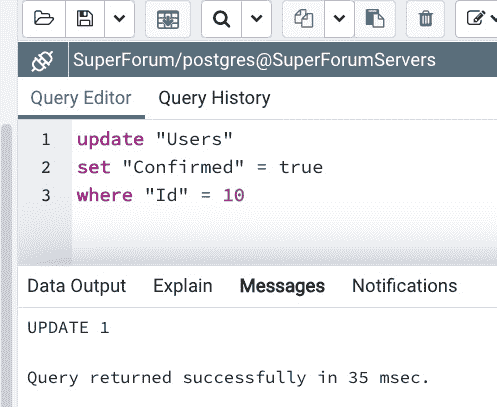 SuperForum/postgres@SuperForumServers
Query Editor Query History
1 update "Users"
2 set "Confirmed" = true
3 where "Id" = 10
Data Output Explain Messages Notifications
UPDATE 1
Query returned successfully in 35 msec.